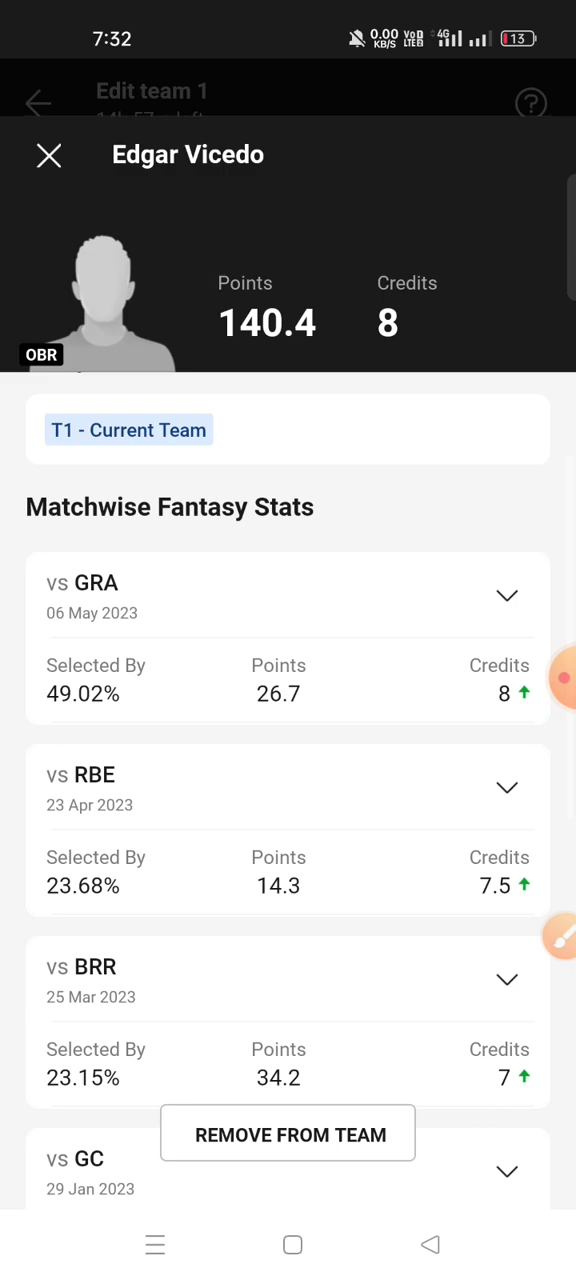 7:32
0.00 KB/S VoD LTE2 4G 13
Edit team 1
Edgar Vicedo
Points
Credits
140.4
8
OBR
T1 - Current Team
Matchwise Fantasy Stats
vs GRA
06 May 2023
Selected By Points Credits
49.02% 26.7 8
vs RBE
23 Apr 2023
Selected By Points Credits
23.68% 14.3 7.5
vs BRR
25 Mar 2023
Selected By Points Credits
23.15% 34.2 7
REMOVE FROM TEAM
vs GC
29 Jan 2023